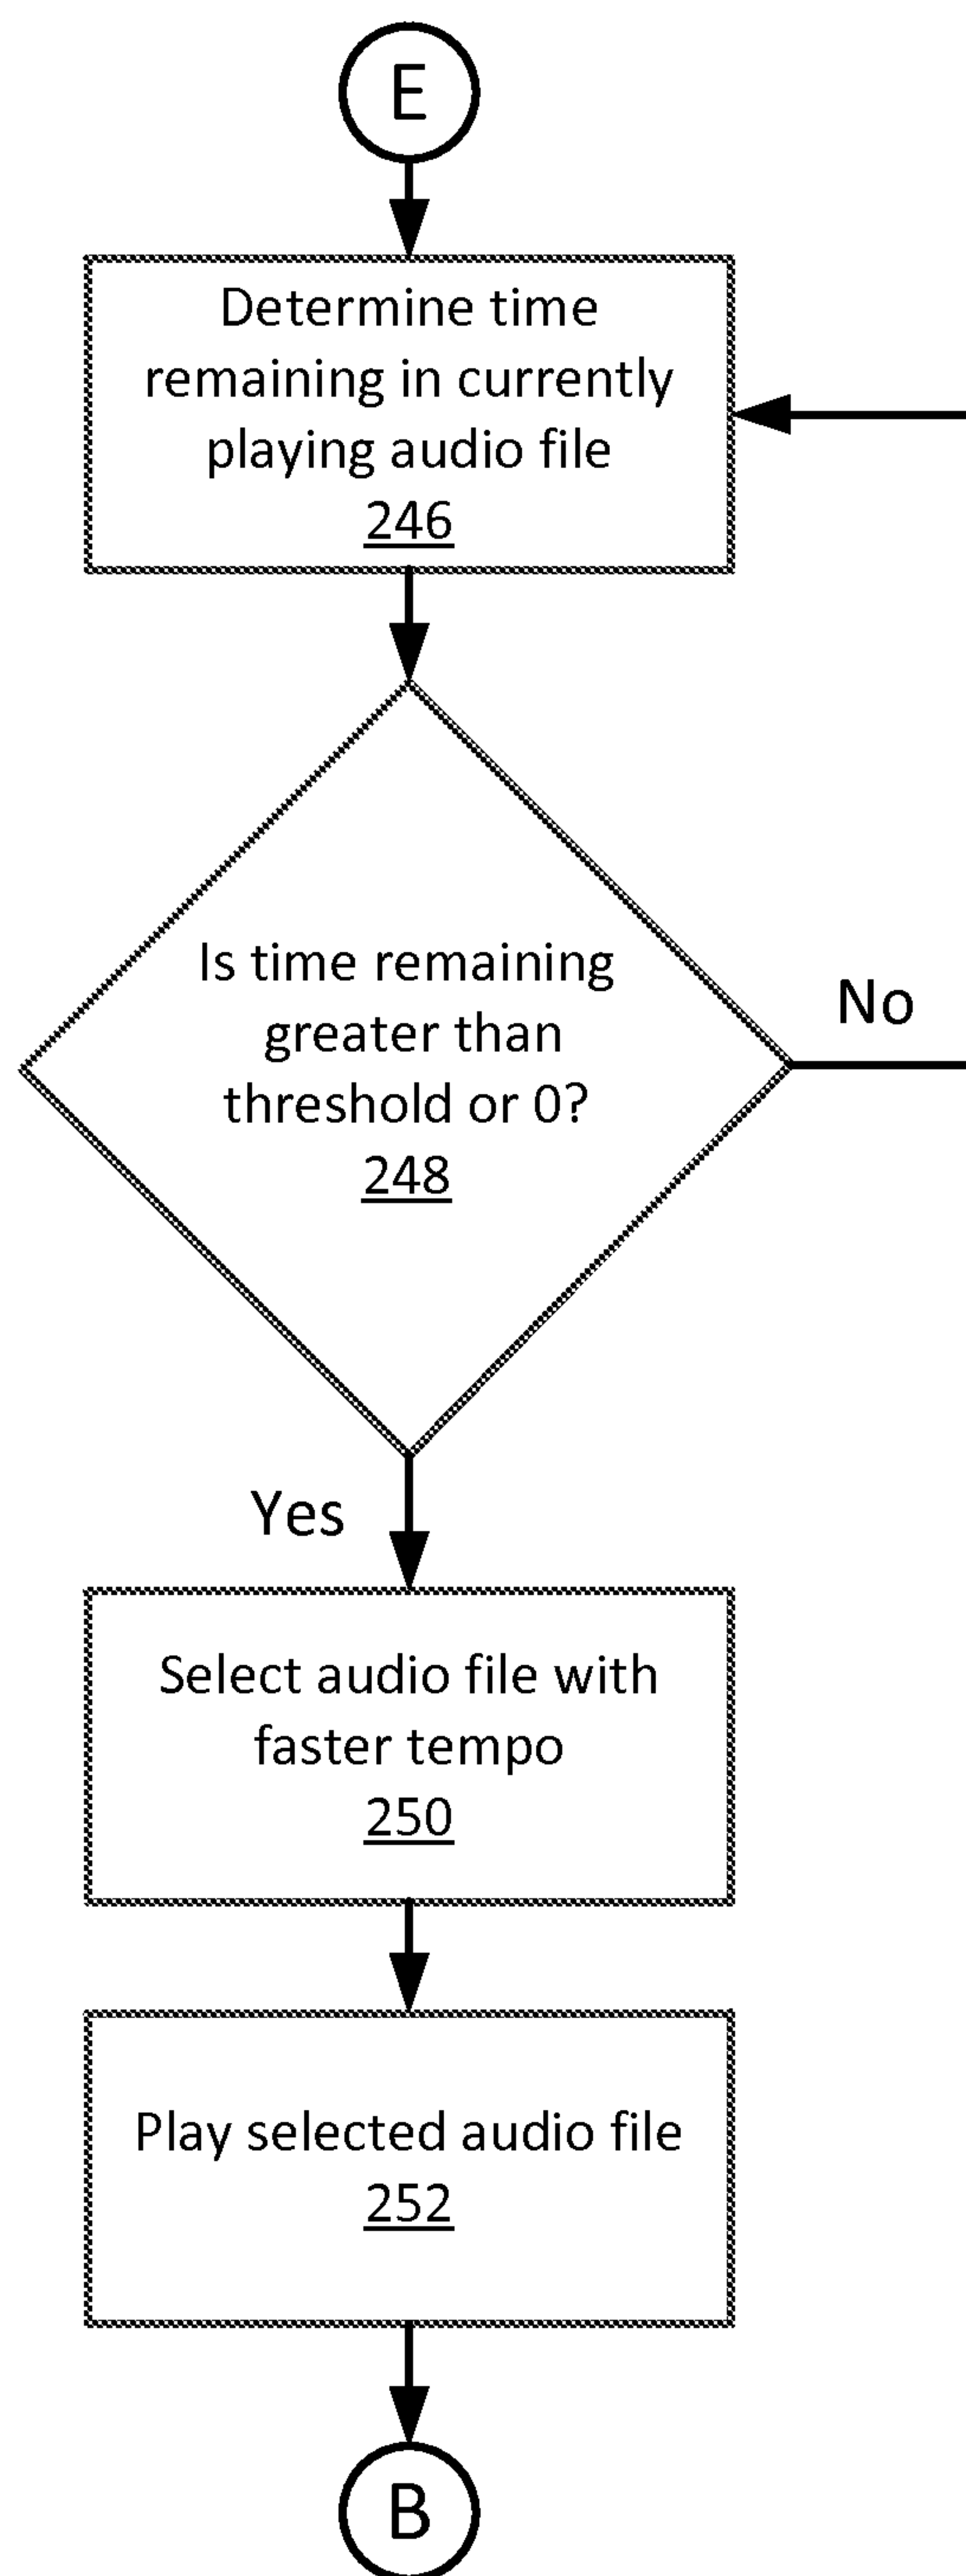 E
Determine time
remaining in currently
playing audio file
246
Is time remaining
greater than
threshold or 0?
248
No
Yes
Select audio file with
faster tempo
250
Play selected audio file
252
B